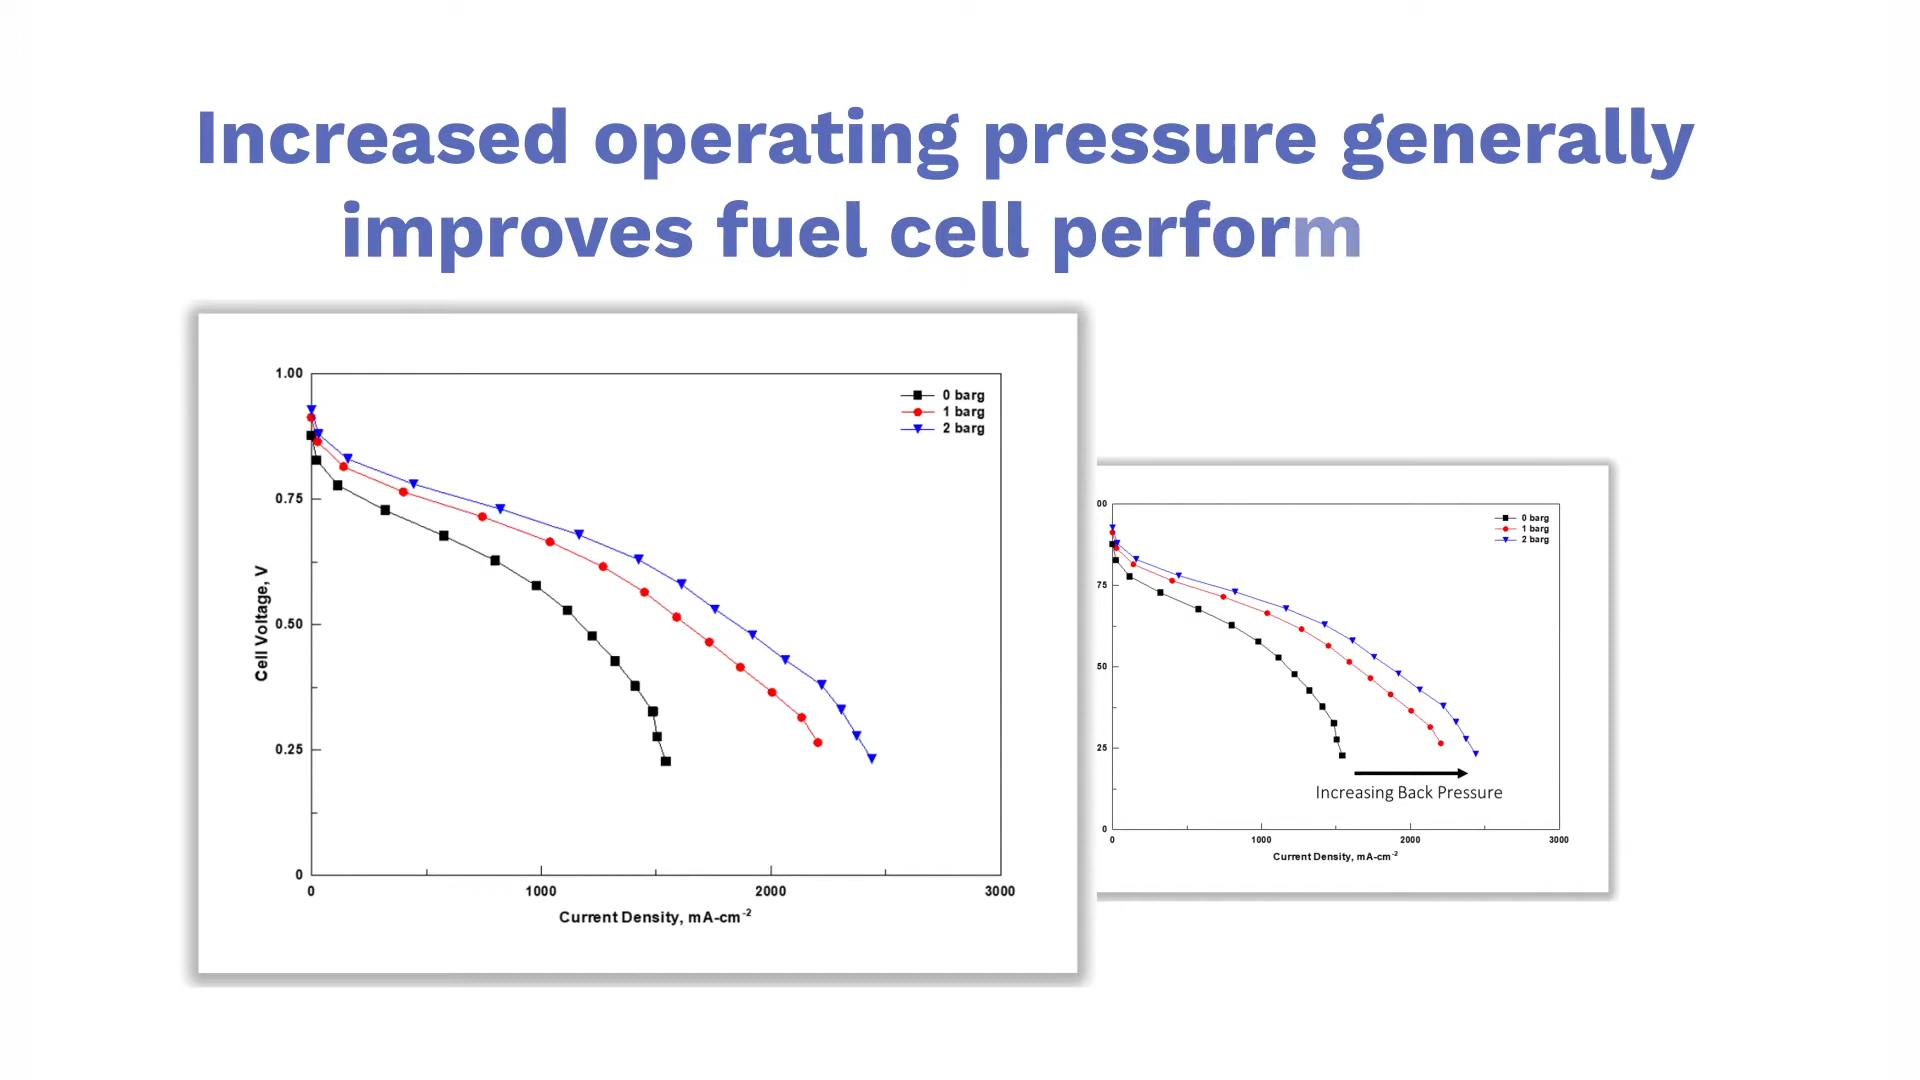 Increased operating pressure generally
improves fuel cell perform
1.00
0.75
0.50
0.25
0
Cell Voltage, V
0 barg
1 barg
2 barg
0 1000 2000 3000
Current Density, mA-cm-2
00
75
50
25
0
0 barg
1 barg
2 barg
Increasing Back Pressure
0 1000 2000 3000
Current Density, mA-cm-2